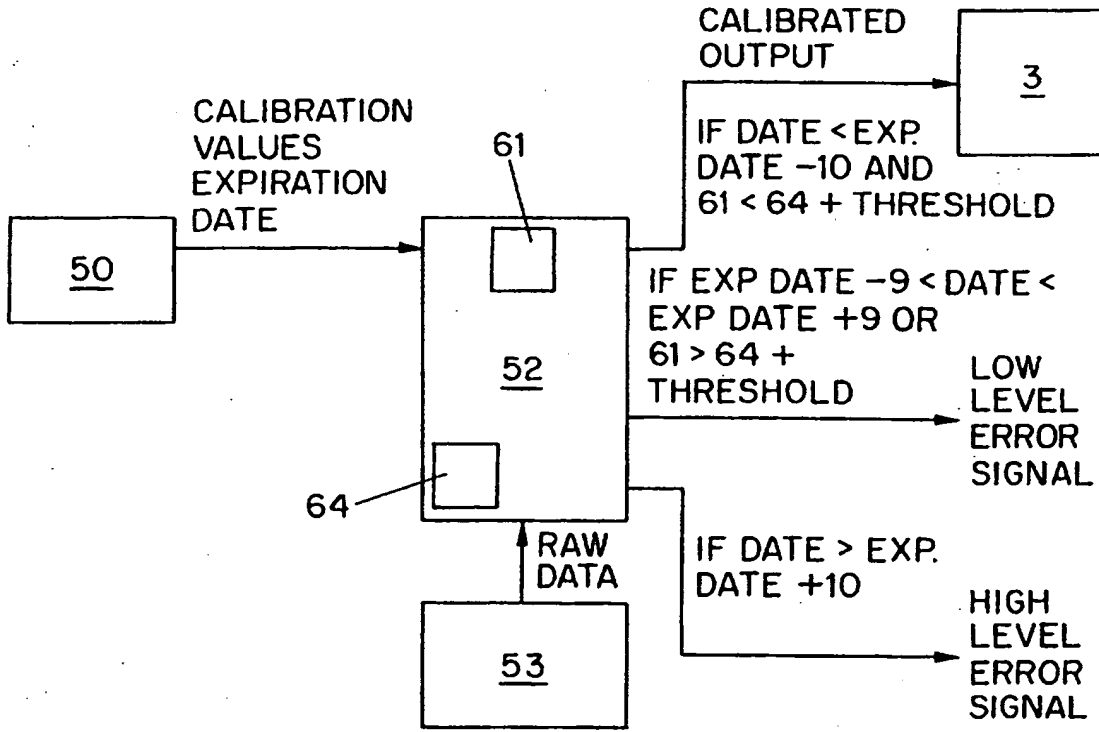 CALIBRATED
OUTPUT
3
CALIBRATION
VALUES
EXPIRATION
DATE
61
IF DATE < EXP.
DATE -10 AND
61 < 64 + THRESHOLD
50
IF EXP DATE -9 < DATE <
EXP DATE +9 OR
61 > 64 +
THRESHOLD
52
LOW
LEVEL
ERROR
SIGNAL
64
RAW
DATA
IF DATE > EXP.
DATE +10
53
HIGH
LEVEL
ERROR
SIGNAL